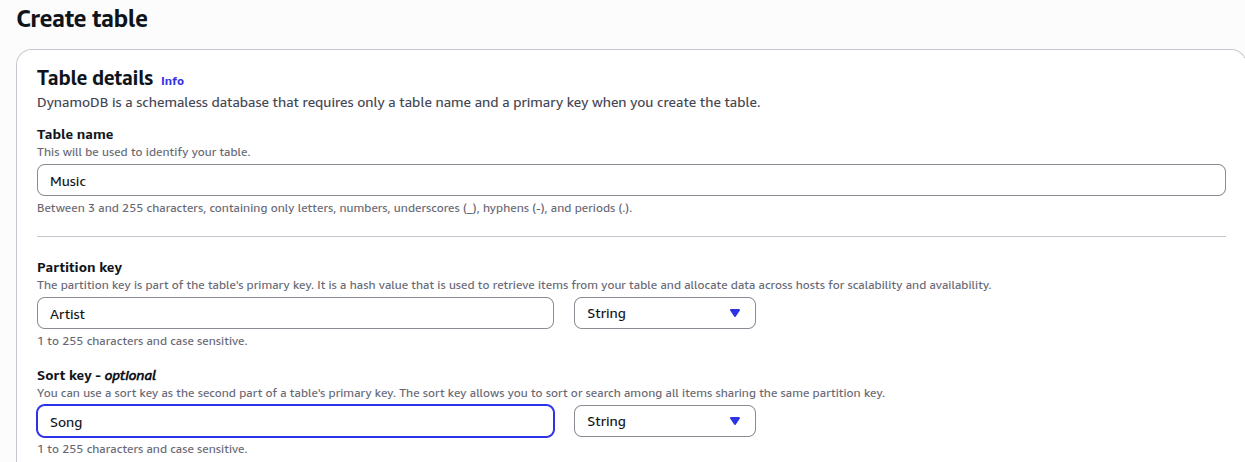 Create table
Table details Info
DynamoDB is a schemaless database that requires only a table name and a primary key when you create the table.
Table name
This will be used to identify your table.
Music
Between 3 and 255 characters, containing only letters, numbers, underscores (_), hyphens (-), and periods (.).
Partition key
The partition key is part of the table's primary key. It is a hash value that is used to retrieve items from your table and allocate data across hosts for scalability and availability.
Artist String
1 to 255 characters and case sensitive.
Sort key - optional
You can use a sort key as the second part of a table's primary key. The sort key allows you to sort or search among all items sharing the same partition key.
Song String
1 to 255 characters and case sensitive.